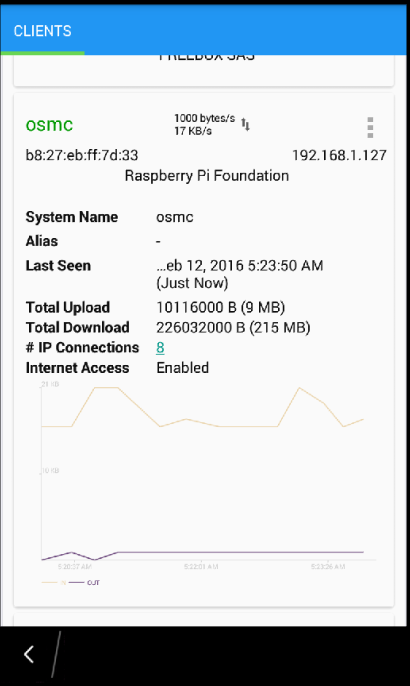 CLIENTS
FREEBOX SAS
osmc
1000 bytes/s
17 KB/s
b8:27:eb:ff:7d:33
192.168.1.127
Raspberry Pi Foundation
System Name osmc
Alias -
Last Seen ...eb 12, 2016 5:23:50 AM
(Just Now)
Total Upload 10116000 B (9 MB)
Total Download 226032000 B (215 MB)
# IP Connections 8
Internet Access Enabled
21 KB
10 KB
5:20:37 AM 5:22:03 AM 5:23:26 AM
IN OUT